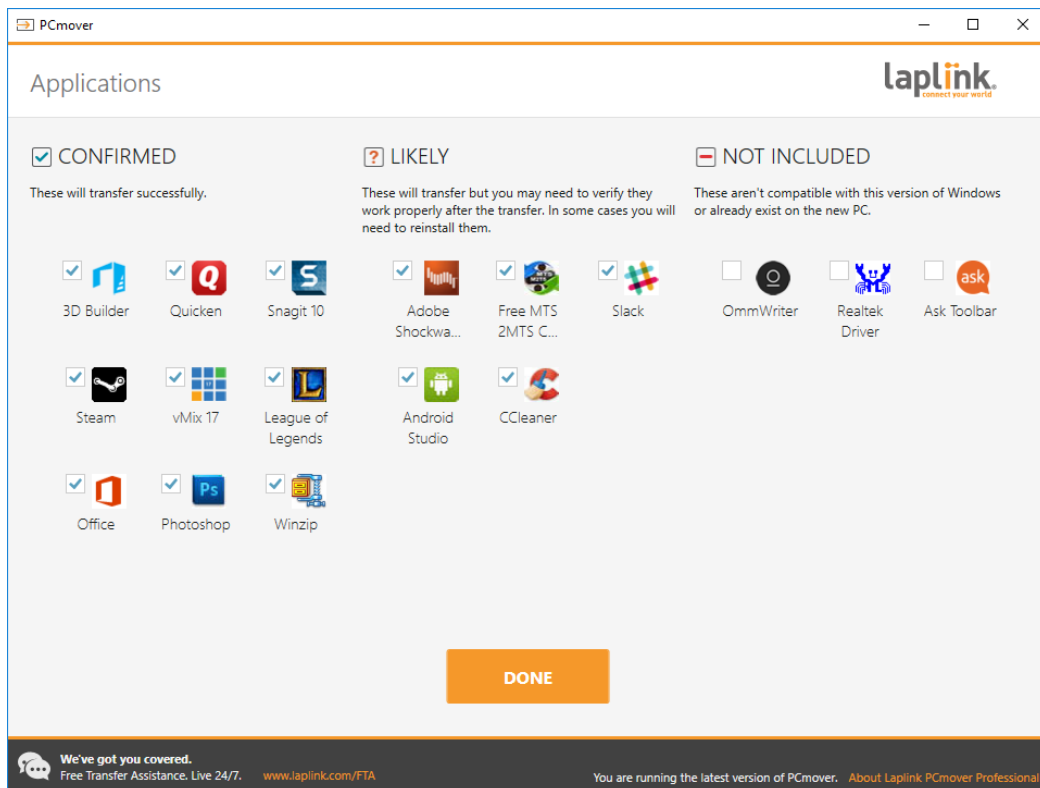 PCmover
Applications
laplink.
connect your world
CONFIRMED
These will transfer successfully.
3D Builder
Quicken
Snagit 10
Steam
vMix 17
League of
Legends
Office
Photoshop
Winzip
? LIKELY
These will transfer but you may need to verify they
work properly after the transfer. In some cases you will
need to reinstall them.
Adobe
Shockwa...
Free MTS
2MTS C...
Slack
Android
Studio
CCleaner
NOT INCLUDED
These aren't compatible with this version of Windows
or already exist on the new PC.
OmmWriter
Realtek
Driver
ask
Ask Toolbar
Q
S
MTS
M2TS
17
L
Ps
DONE
We've got you covered.
Free Transfer Assistance. Live 24/7. www.laplink.com/FTA
You are running the latest version of PCmover. About Laplink PCmover Professional